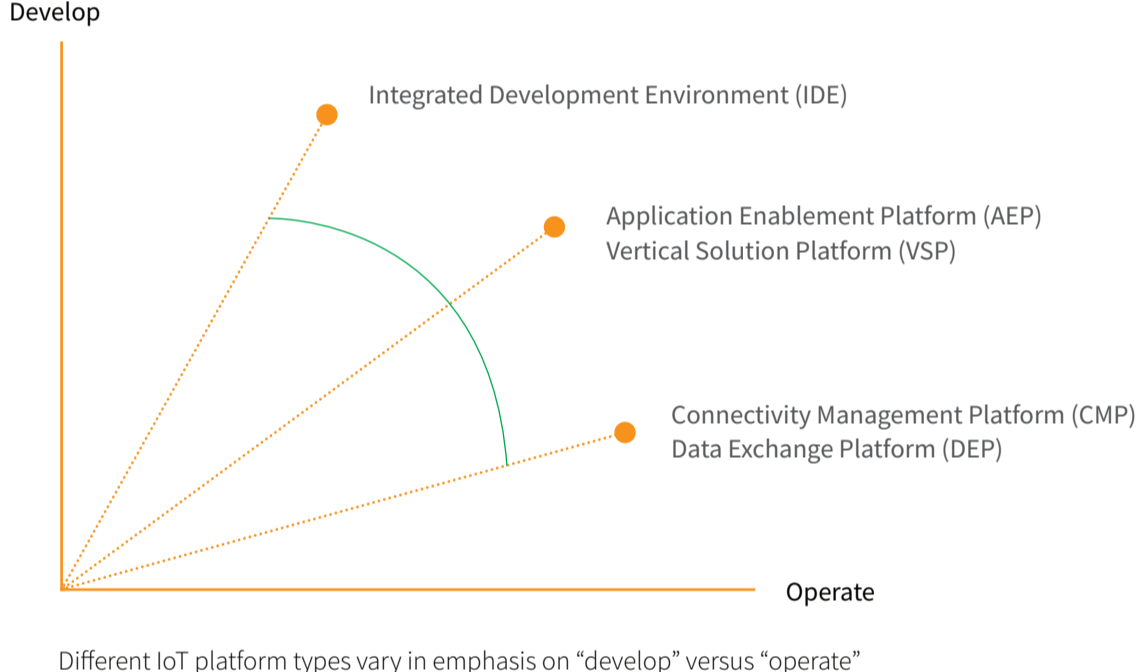 Develop
Integrated Development Environment (IDE)
Application Enablement Platform (AEP)
Vertical Solution Platform (VSP)
Connectivity Management Platform (CMP)
Data Exchange Platform (DEP)
Operate
Different IoT platform types vary in emphasis on “develop” versus “operate”